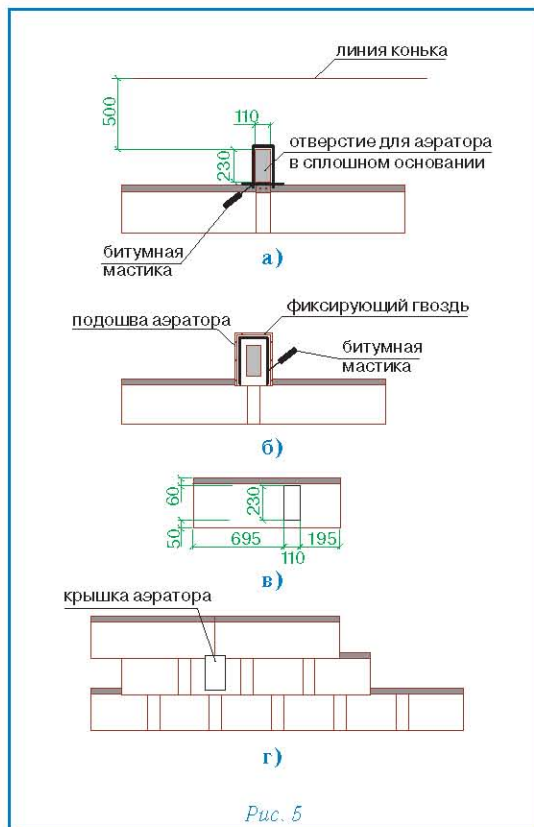 линия конька
500
110
230
отверстие для аэратора
в сплошном основании
битумная
мастика
а)
фиксирующий гвоздь
подошва аэратора
битумная
мастика
б)
60
230
50
695
195
110
в)
крышка аэратора
г)
Рис. 5